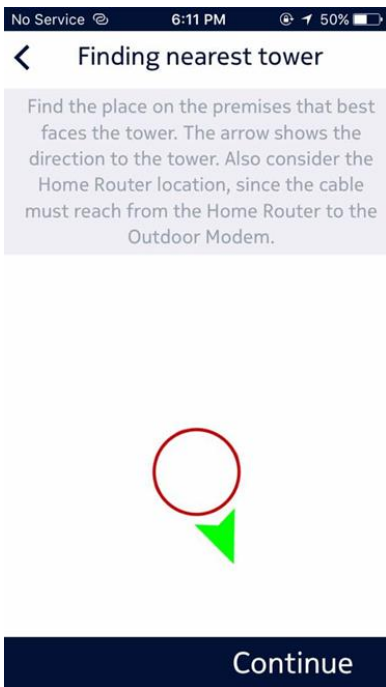 No Service 6:11 PM 50%
Finding nearest tower
Find the place on the premises that best
faces the tower. The arrow shows the
direction to the tower. Also consider the
Home Router location, since the cable
must reach from the Home Router to the
Outdoor Modem.
Continue